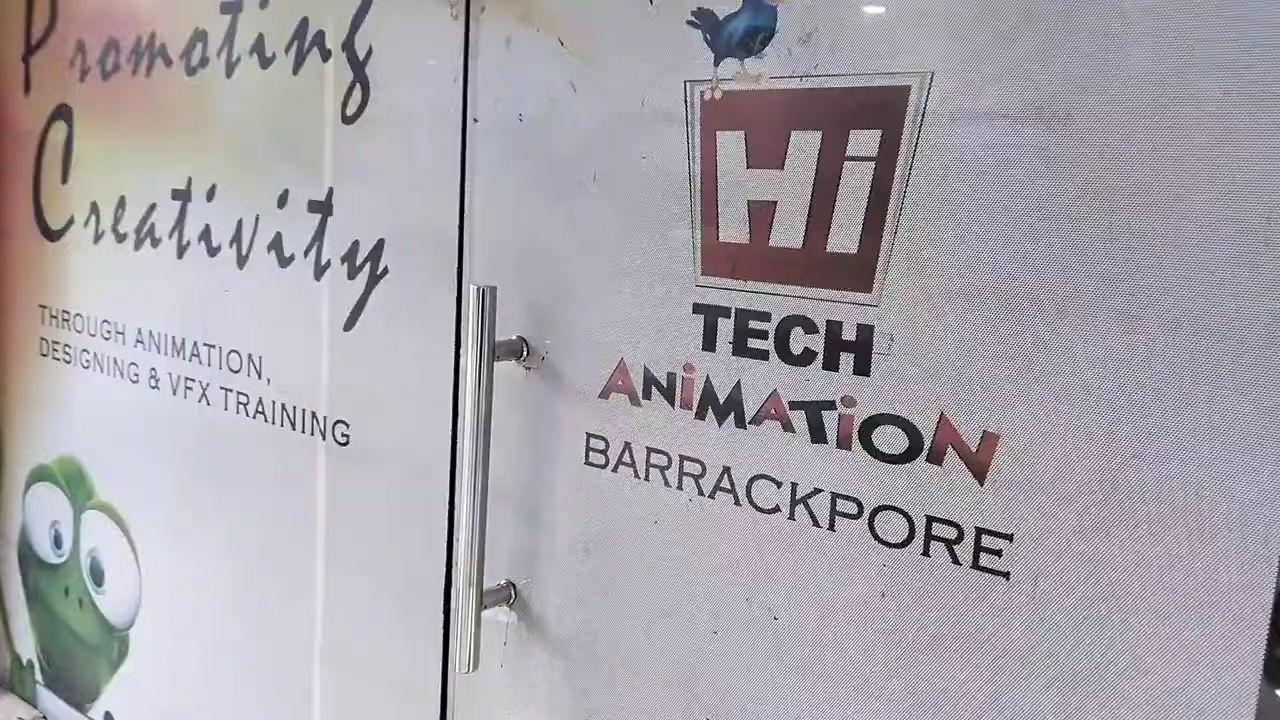 Promoting
Creativity
THROUGH ANIMATION,
DESIGNING & VFX TRAINING
Hi
TECH
ANiMATiON
BARRACKPORE